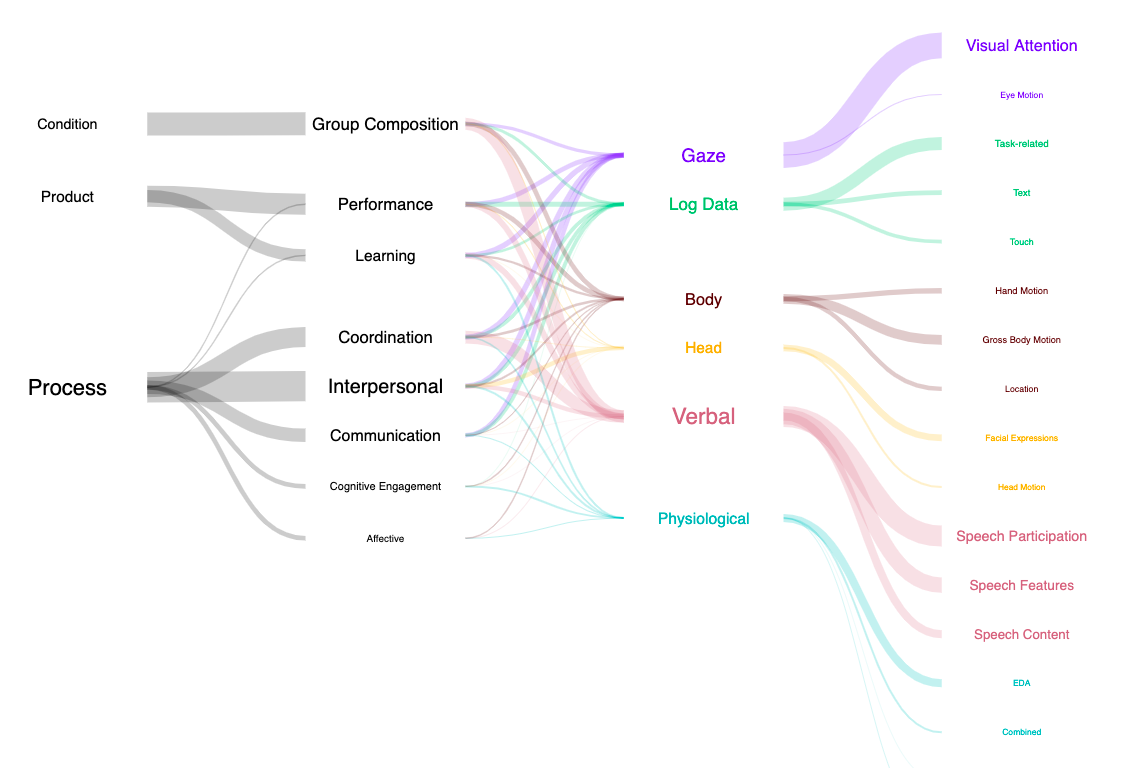 Condition
Product
Process
Group Composition
Performance
Learning
Coordination
Interpersonal
Communication
Cognitive Engagement
Affective
Gaze
Log Data
Body
Head
Verbal
Physiological
Visual Attention
Eye Motion
Task-related
Text
Touch
Hand Motion
Gross Body Motion
Location
Facial Expressions
Head Motion
Speech Participation
Speech Features
Speech Content
EDA
Combined